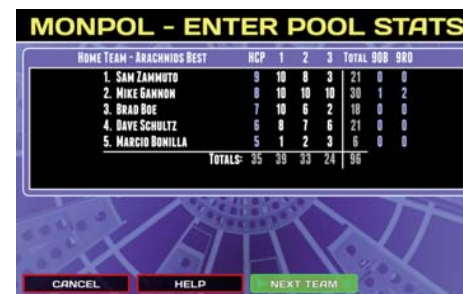 MONPOL - ENTER POOL STATS
HOME TEAM - ARACHNIDS BEST HCP 1 2 3 TOTAL 9OB 9RO
1. SAM ZAMMUTO 9 10 8 3 21 0 0
2. MIKE GANNON 8 10 10 10 30 1 2
3. BRAD BOE 7 10 6 2 18 0 0
4. DAVE SCHULTZ 6 8 7 6 21 0 0
5. MARCIO BONILLA 5 1 2 3 6 0 0
TOTALS: 35 39 33 24 96
CANCEL HELP NEXT TEAM